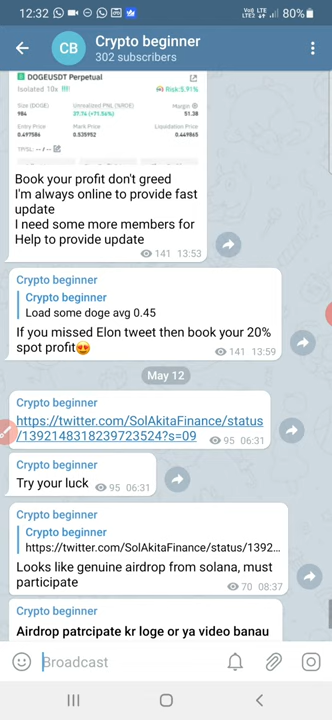 12:32
80%
CB
Crypto beginner
302 subscribers
DOGEUSDT Perpetual
Isolated 10x
Risk:5.91%
Size (DOGE)
Unrealized PNL (%ROE)
Margin
984
37.74 (+71.54%)
51.38
Entry Price
Mark Price
Liquidation Price
0.497586
0.535952
0.449865
TP/SL: -- / --
Book your profit don't greed
I'm always online to provide fast
update
I need some more members for
Help to provide update
141 13:53
Crypto beginner
Crypto beginner
Load some doge avg 0.45
If you missed Elon tweet then book your 20%
spot profit😍
141 13:59
May 12
Crypto beginner
https://twitter.com/SolAkitaFinance/status
/1392148318239723524?s=09
95 06:31
Crypto beginner
Try your luck
95 06:31
Crypto beginner
Crypto beginner
https://twitter.com/SolAkitaFinance/status/1392...
Looks like genuine airdrop from solana, must
participate
70 08:37
Crypto beginner
Airdrop patrcipate kr loge or ya video banau
Broadcast